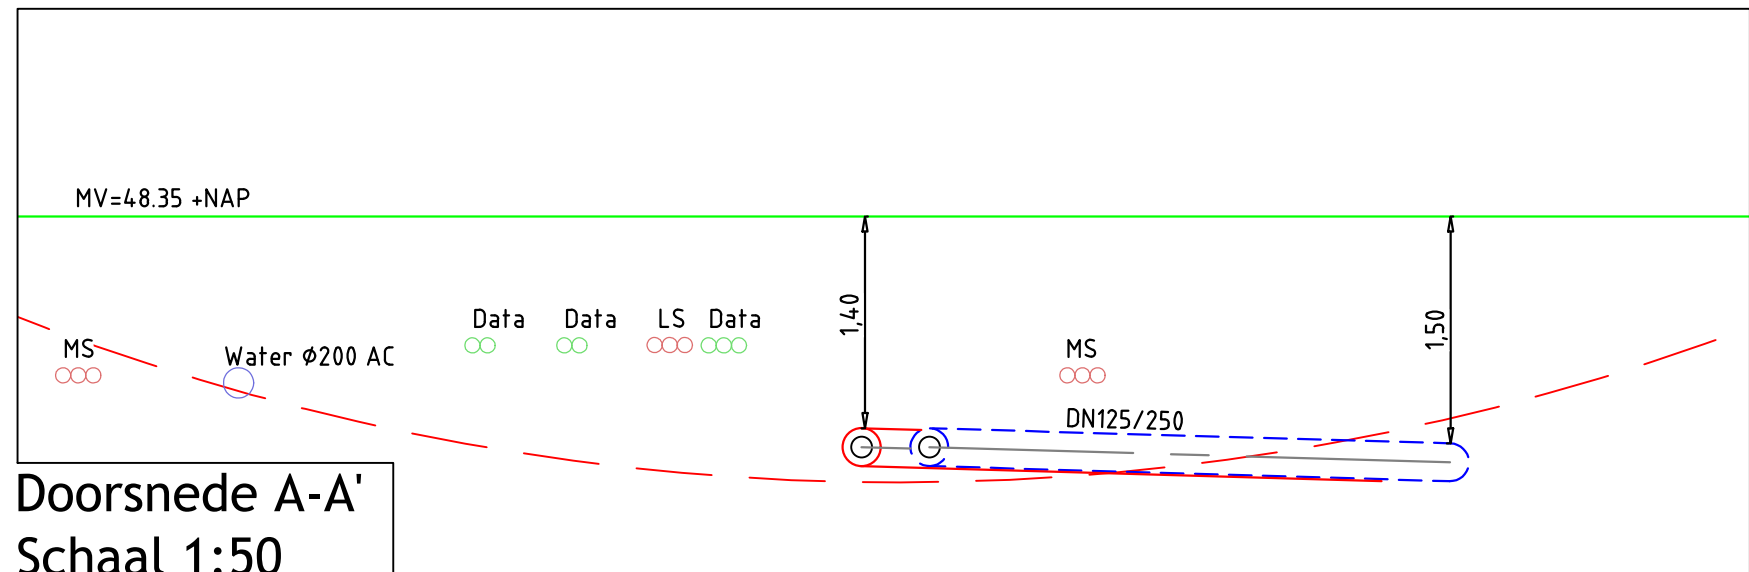 MV=48.35 +NAP
Data
Data
LS
Data
1,40
1,50
MS
Water Ø200 AC
MS
DN125/250
Doorsnede A-A'
Schaal 1:50